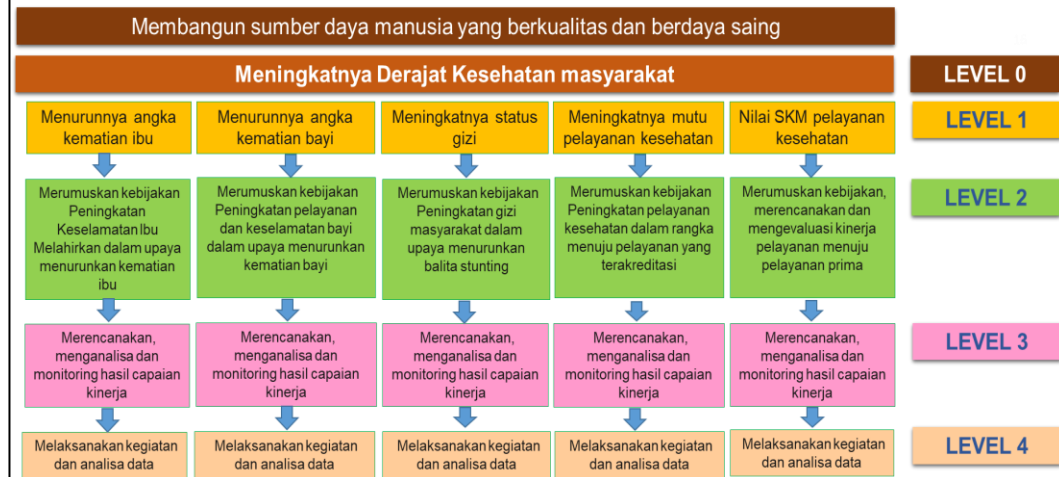 Membangun sumber daya manusia yang berkualitas dan berdaya saing
Meningkatnya Derajat Kesehatan masyarakat
LEVEL 0
Menurunnya angka
kematian ibu
Menurunnya angka
kematian bayi
Meningkatnya status
gizi
Meningkatnya mutu
pelayanan kesehatan
Nilai SKM pelayanan
kesehatan
LEVEL 1
Merumuskan kebijakan
Peningkatan
Keselamatan Ibu
Melahirkan dalam upaya
menurunkan kematian
ibu
Merumuskan kebijakan
Peningkatan pelayanan
dan keselamatan bayi
dalam upaya menurunkan
kematian bayi
Merumuskan kebijakan
Peningkatan gizi
masyarakat dalam
upaya menurunkan
balita stunting
Merumuskan kebijakan
Peningkatan pelayanan
kesehatan dalam rangka
menuju pelayanan yang
terakreditasi
Merumuskan kebijakan,
merencanakan dan
mengevaluasi kinerja
pelayanan menuju
pelayanan prima
LEVEL 2
Merencanakan,
menganalisa dan
monitoring hasil capaian
kinerja
Merencanakan,
menganalisa dan
monitoring hasil capaian
kinerja
Merencanakan,
menganalisa dan
monitoring hasil capaian
kinerja
Merencanakan,
menganalisa dan
monitoring hasil capaian
kinerja
Merencanakan,
menganalisa dan
monitoring hasil capaian
kinerja
LEVEL 3
Melaksanakan kegiatan
dan analisa data
Melaksanakan kegiatan
dan analisa data
Melaksanakan kegiatan
dan analisa data
Melaksanakan kegiatan
dan analisa data
Melaksanakan kegiatan
dan analisa data
LEVEL 4